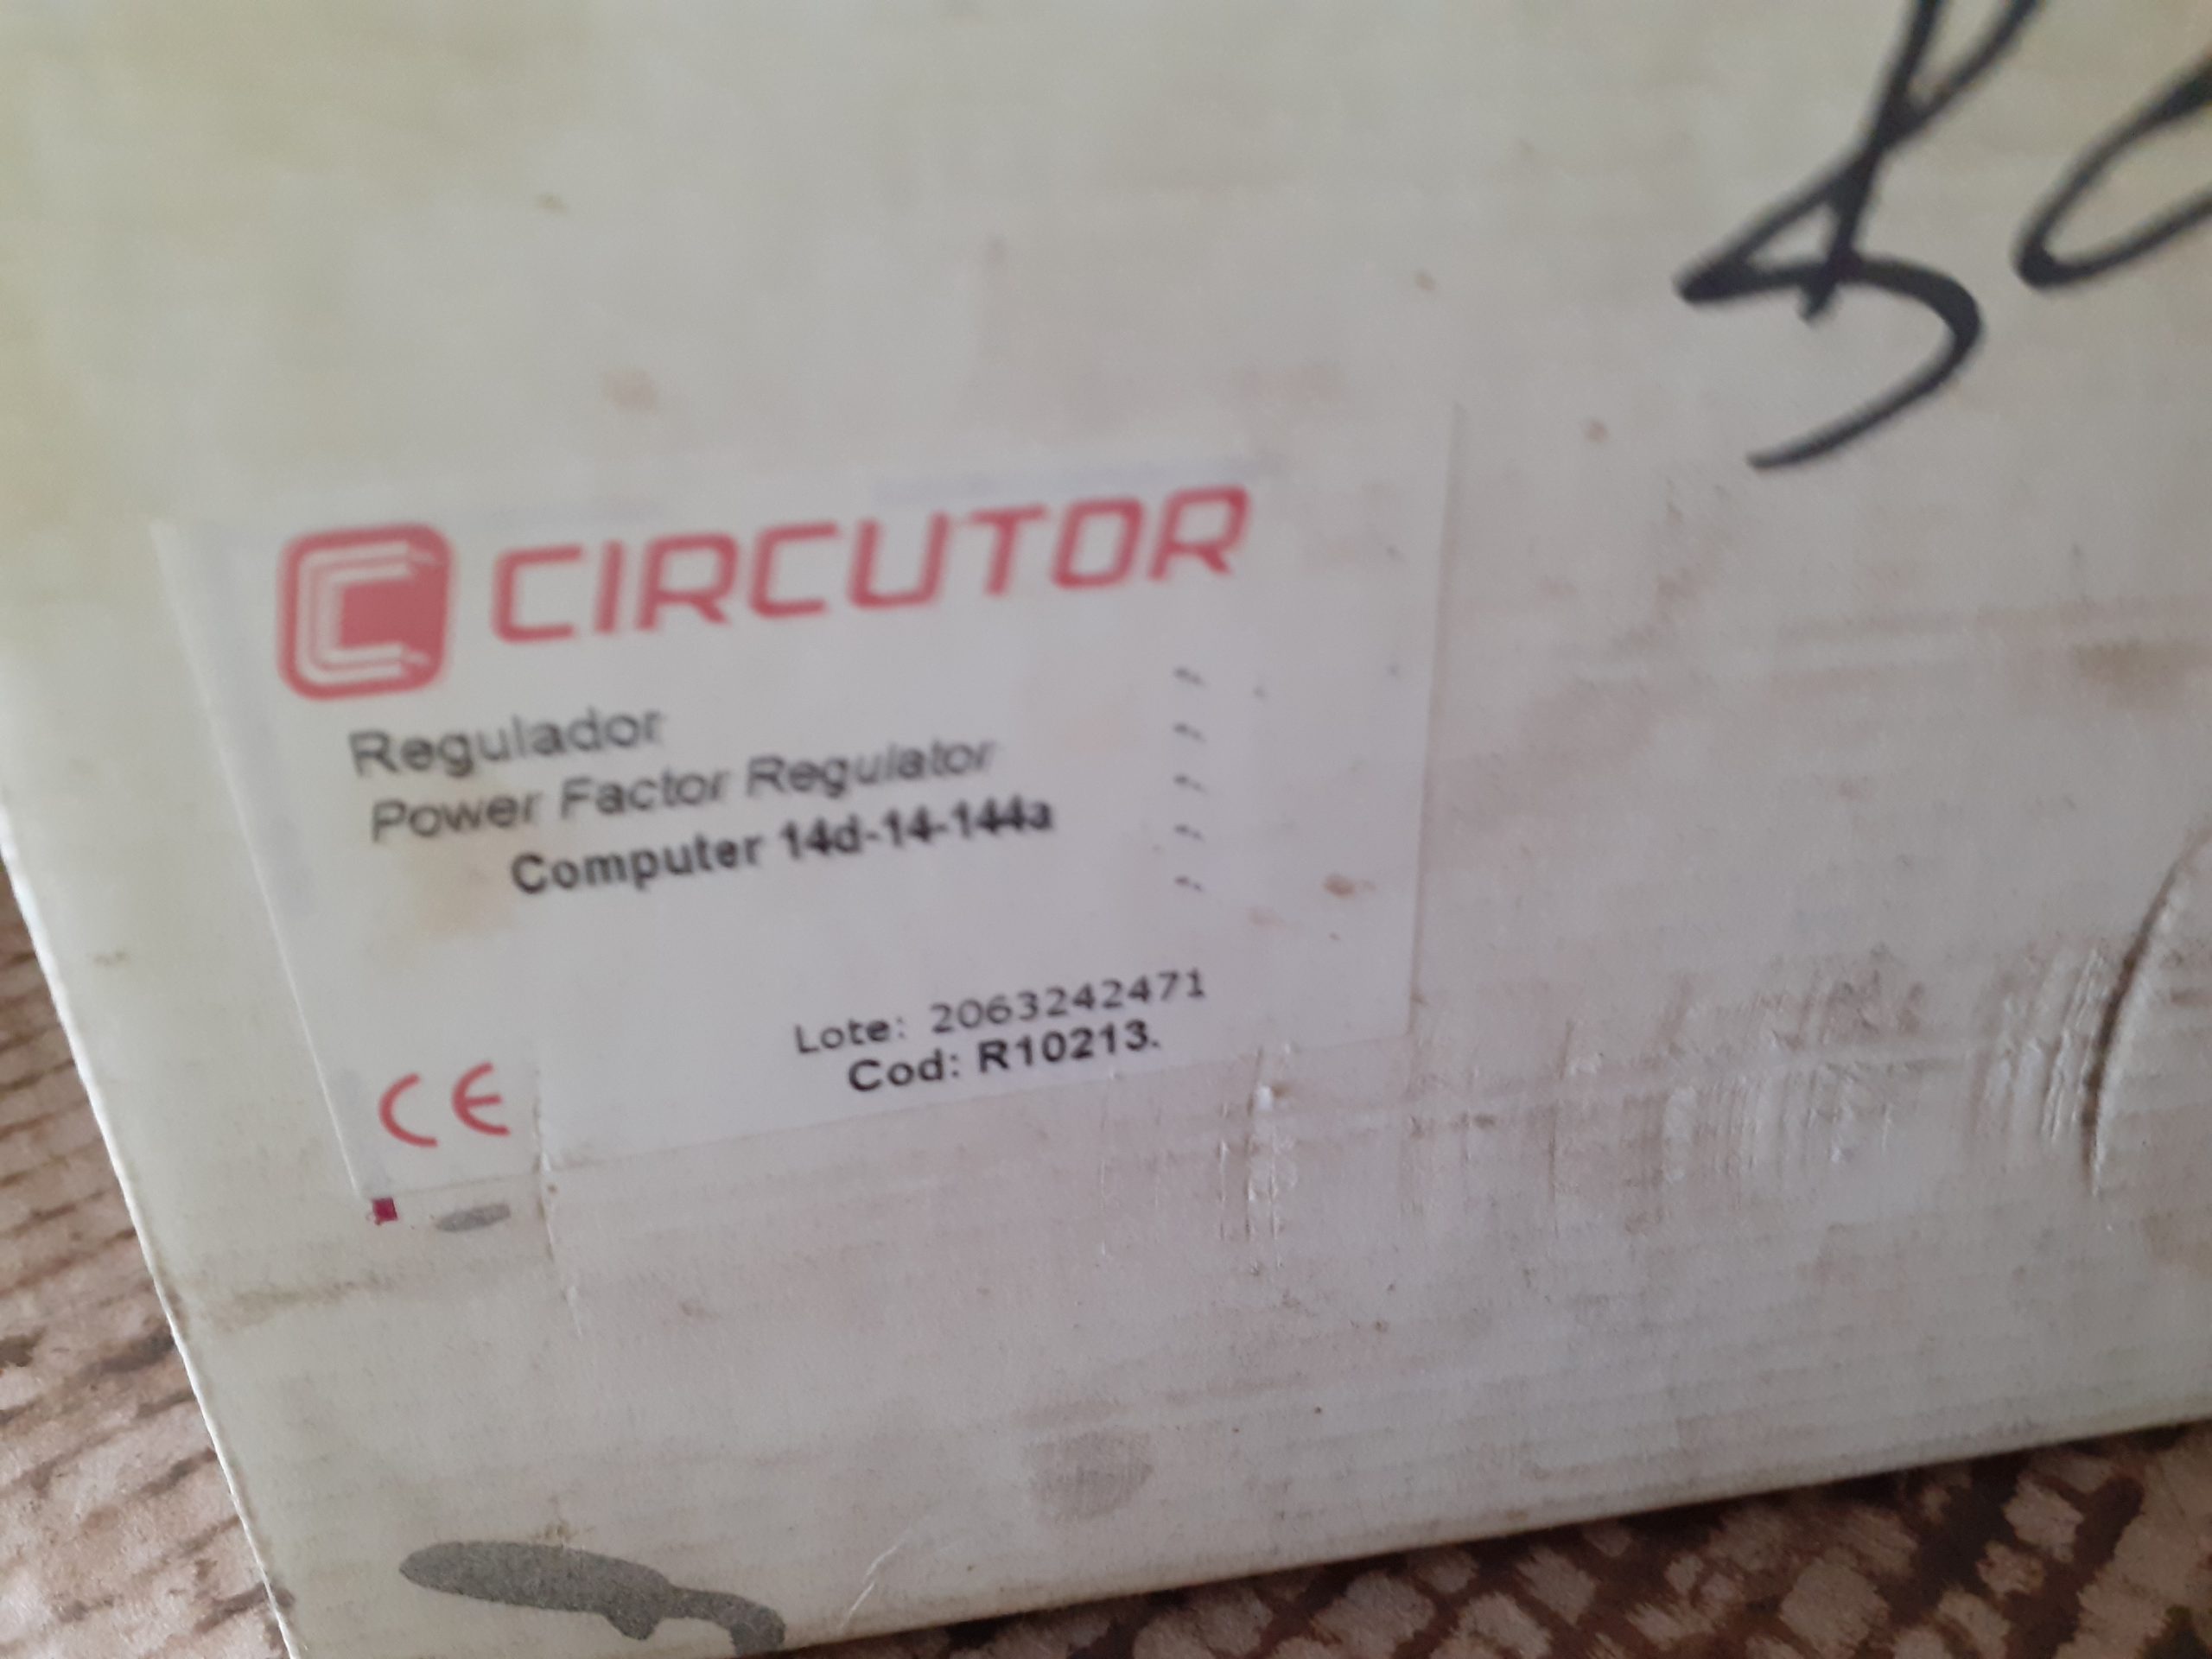 CIRCUTOR
Regulador
Power Factor Regulator
Computer 14d-14-144a
Lote: 2063242471
Cod: R10213.
CE